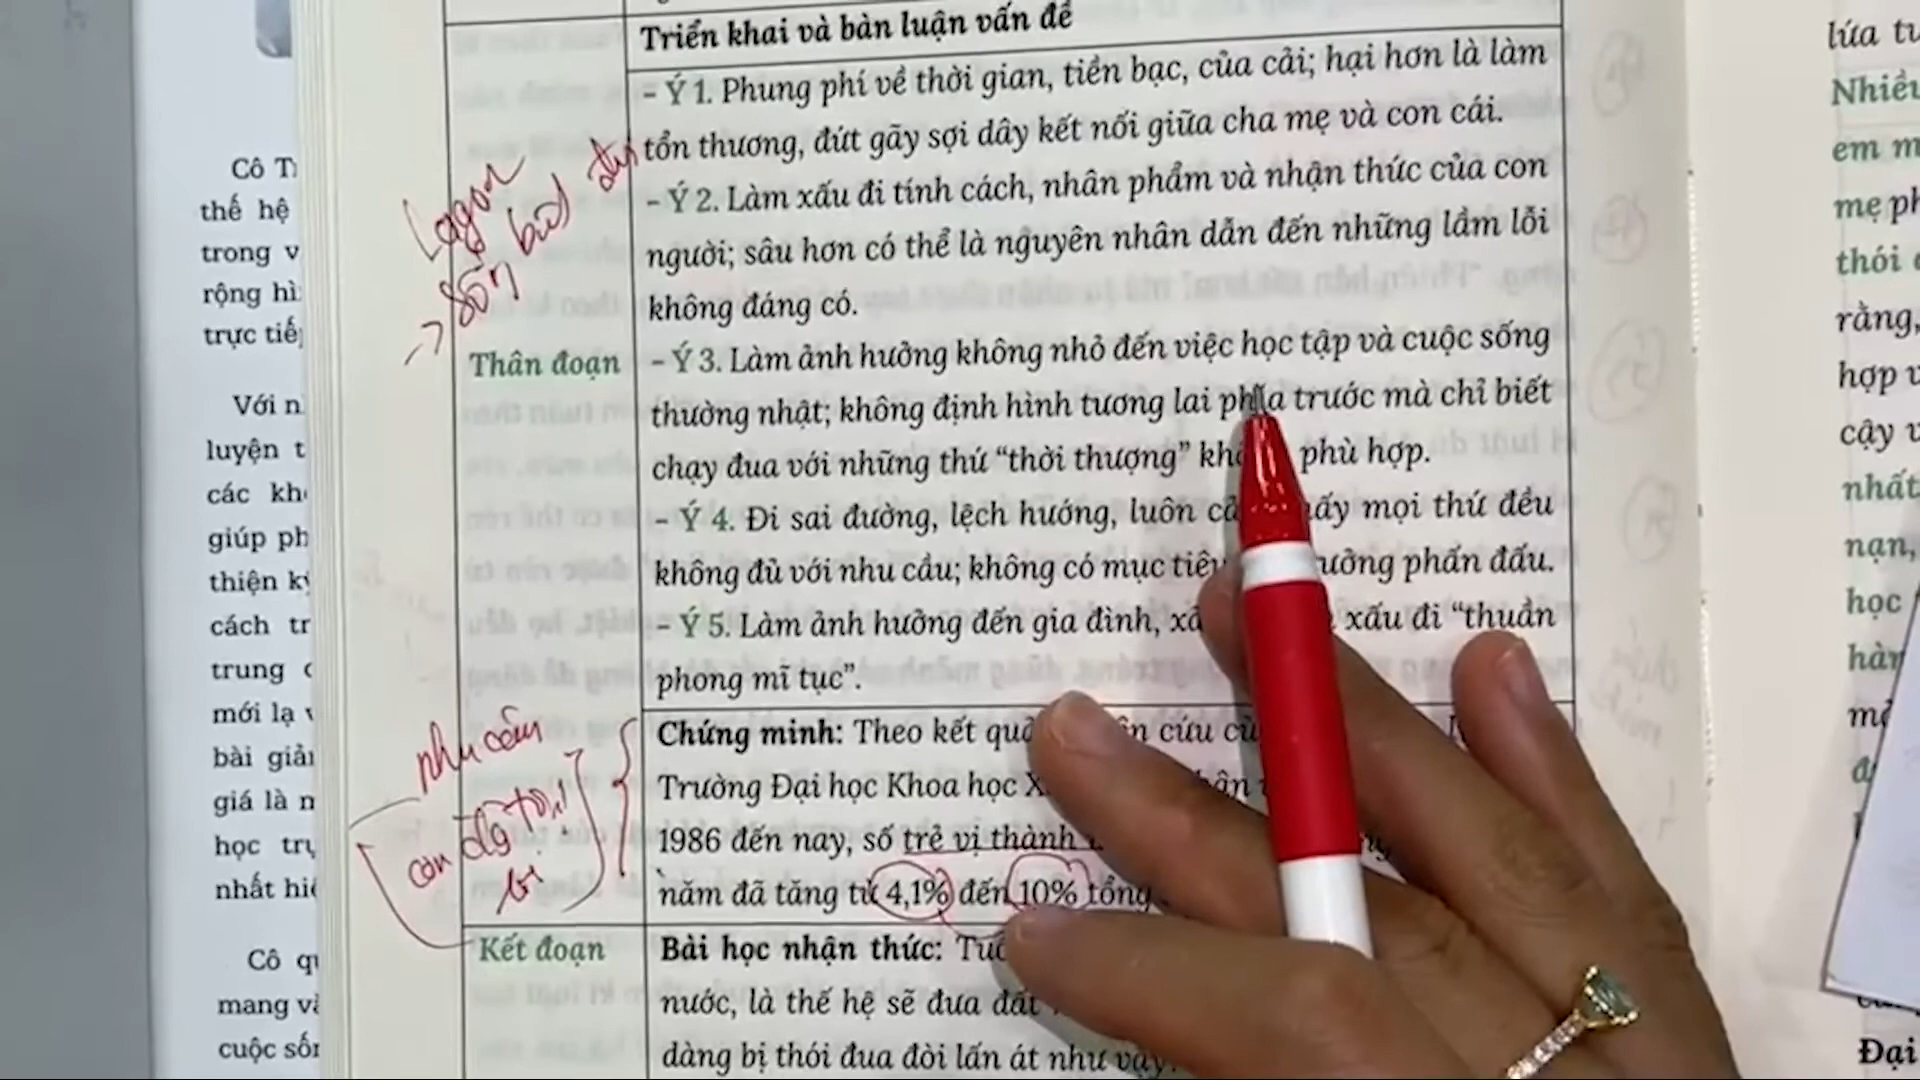 Cô T
thế hệ
trong v
rộng hì
trực tiế
Với n
luyện t
các kh
giúp ph
thiện k
cách tr
trung
mới lạ
bài giả
giá là
học trự
nhất hiệ
Cô q
mang và
cuộc số
Triển khai và bàn luận vấn đề
- Ý 1. Phung phí về thời gian, tiền bạc, của cải; hại hơn là làm
tổn thương, đứt gãy sợi dây kết nối giữa cha mẹ và con cái.
- Ý 2. Làm xấu đi tính cách, nhân phẩm và nhận thức của con
người; sâu hơn có thể là nguyên nhân dẫn đến những lầm lỗi
không đáng có.
Thân đoạn
- Ý 3. Làm ảnh hưởng không nhỏ đến việc học tập và cuộc sống
thường nhật; không định hình tương lai phía trước mà chỉ biết
chạy đua với những thứ "thời thượng" phù hợp.
- Ý 4. Đi sai đường, lệch hướng, luôn mọi thứ đều
không đủ với nhu cầu; không có mục phấn đấu.
- Ý 5. Làm ảnh hưởng đến gia đình, xấu đi "thuần
phong mĩ tục".
nhu cầu
Chứng minh: Theo kết cứu
Trường Đại học Khoa học
1986 đến nay, số trẻ vị thành
năm đã tăng từ 4,1% đến 10% tổng
Kết đoạn
Bài học nhận thức:
nước, là thế hệ sẽ đưa
dàng bị thói đua đòi lấn át như vậy
lứa
Nhiều
em
mẹ
thói
rằng,
hợp
cậy
nhất
nạn,
học
Đại